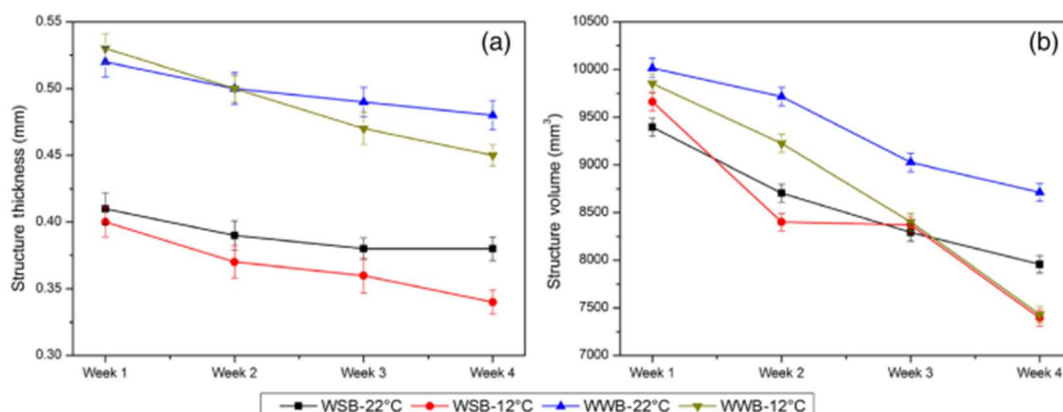 (a)
Structure thickness (mm)
0.55
0.50
0.45
0.40
0.35
0.30
Week 1 Week 2 Week 3 Week 4
(b)
Structure volume (mm³)
10500
10000
9500
9000
8500
8000
7500
7000
Week 1 Week 2 Week 3 Week 4
WSB-22°C WSB-12°C WWB-22°C WWB-12°C